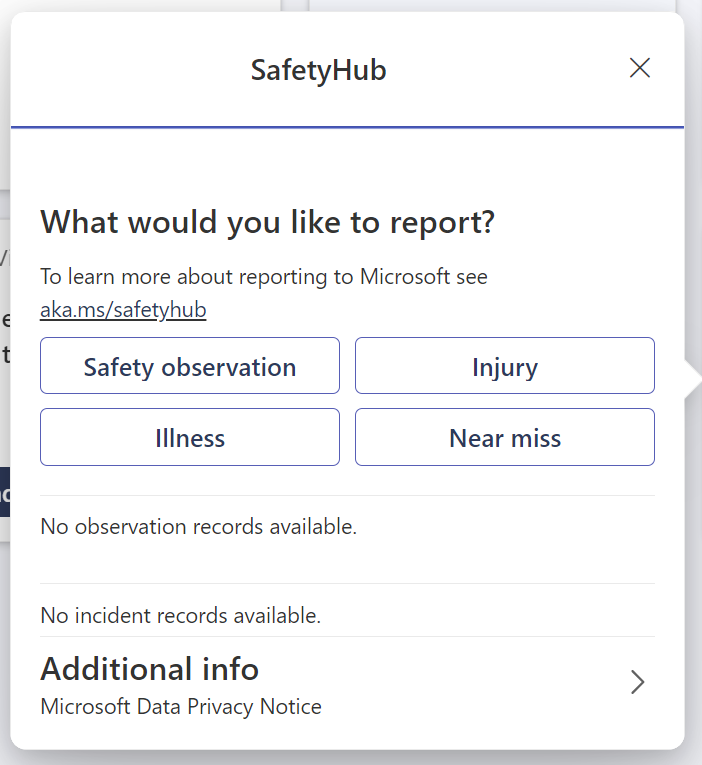 SafetyHub
What would you like to report?
To learn more about reporting to Microsoft see
aka.ms/safetyhub
Safety observation
Injury
Illness
Near miss
No observation records available.
No incident records available.
Additional info
Microsoft Data Privacy Notice